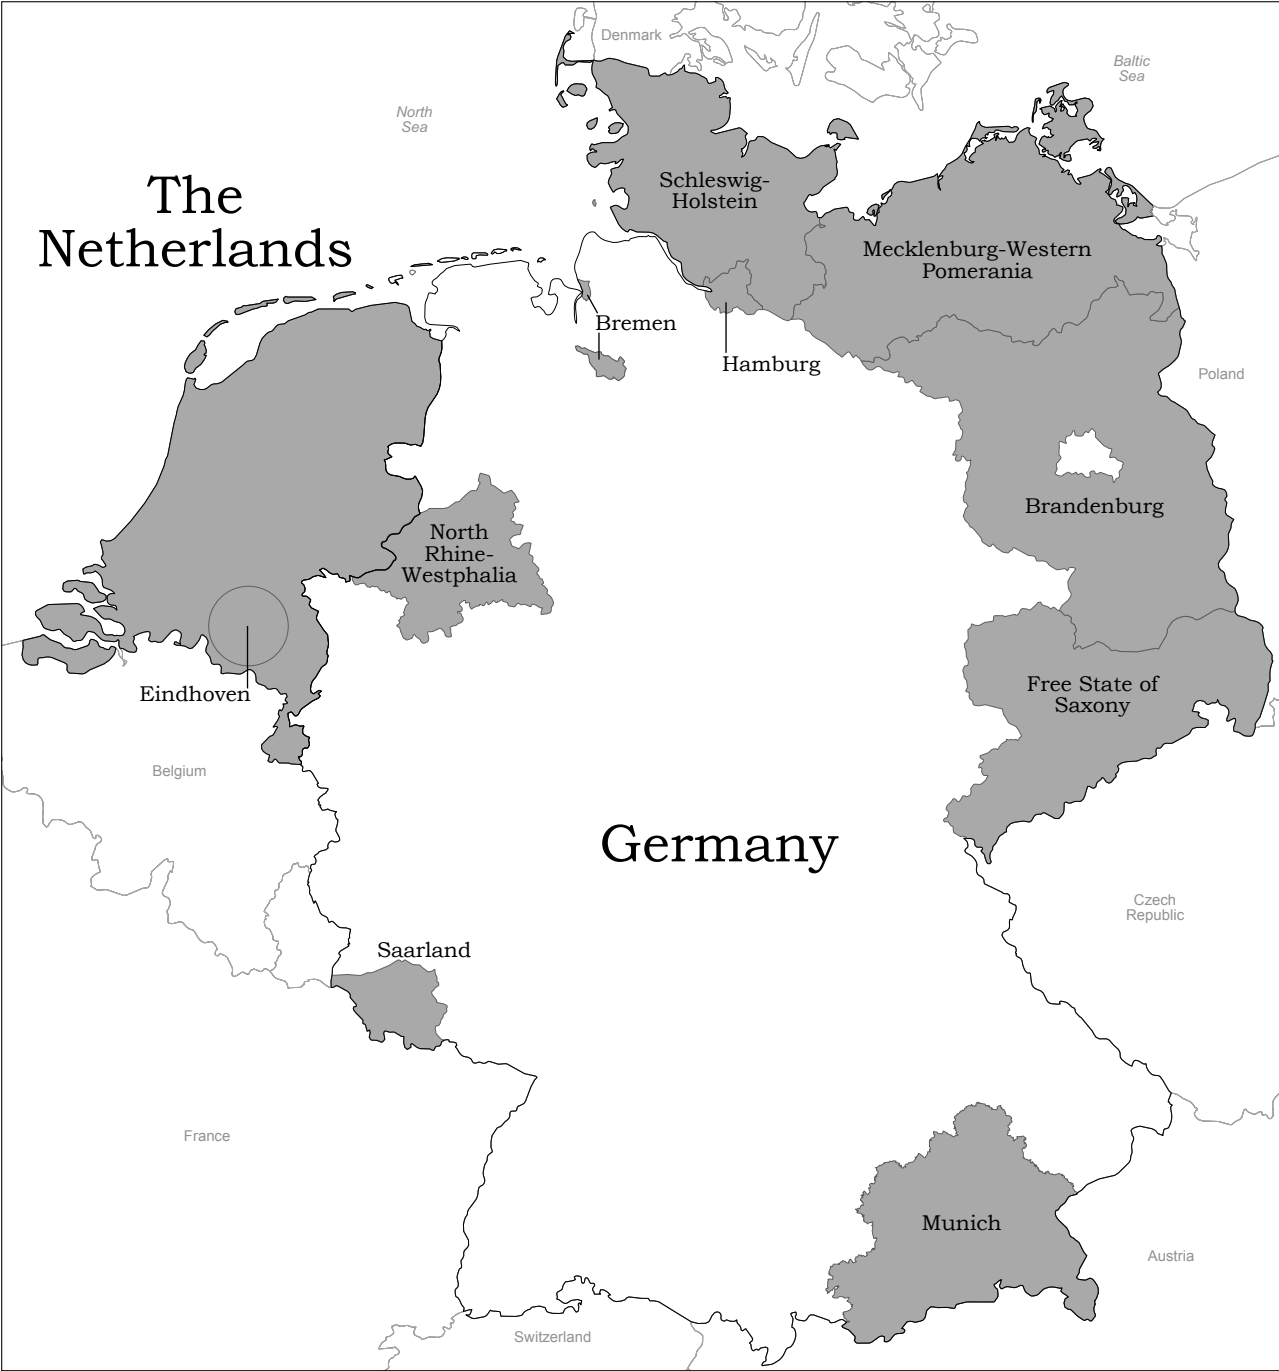 Denmark
Baltic
Sea
North
Sea
The
Netherlands
Schleswig-
Holstein
Mecklenburg-Western
Pomerania
Bremen
Hamburg
Poland
Brandenburg
North
Rhine-
Westphalia
Eindhoven
Free State of
Saxony
Belgium
Germany
Czech
Republic
Saarland
France
Munich
Austria
Switzerland